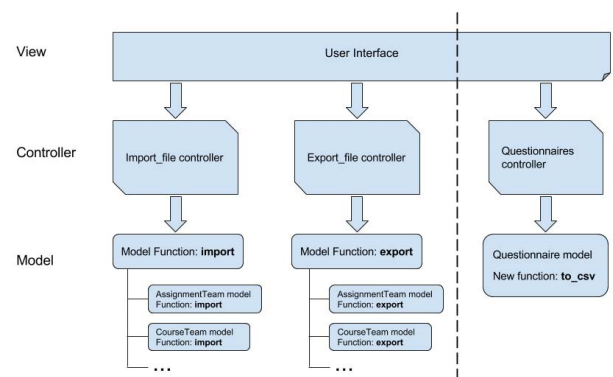 View
User Interface
Controller
Import_file controller
Export_file controller
Questionnaires
controller
Model
Model Function: import
Model Function: export
Questionnaire model
New function: to_csv
AssignmentTeam model
Function: import
AssignmentTeam model
Function: export
CourseTeam model
Function: import
CourseTeam model
Function: export
...
...